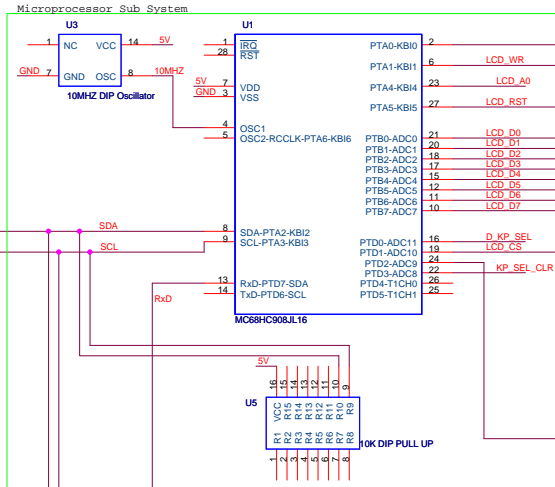 Microprocessor Sub System
U3
1 NC VCC 14 5V
GND 7 GND OSC 8 10MHZ
10MHZ DIP Oscillator
U1
1 IRQ
28 RST
5V 7 VDD
GND 3 VSS
4 OSC1
5 OSC2-RCCLK-PTA6-KBI6
SDA 8 SDA-PTA2-KBI2
SCL 9 SCL-PTA3-KBI3
RxD 13 RxD-PTD7-SDA
14 TxD-PTD6-SCL
PTA0-KBI0 2
PTA1-KBI1 6 LCD_WR
PTA4-KBI4 23 LCD_A0
PTA5-KBI5 27 LCD_RST
PTB0-ADC0 21 LCD_D0
PTB1-ADC1 20 LCD_D1
PTB2-ADC2 18 LCD_D2
PTB3-ADC3 17 LCD_D3
PTB4-ADC4 15 LCD_D4
PTB5-ADC5 12 LCD_D5
PTB6-ADC6 11 LCD_D6
PTB7-ADC7 10 LCD_D7
PTD0-ADC11 16 D_KP_SEL
PTD1-ADC10 19 LCD_CS
PTD2-ADC9 24
PTD3-ADC8 22 KP_SEL_CLR
PTD4-T1CH0 26
PTD5-T1CH1 25
MC68HC908JL16
5V
16 15 14 13 12 11 10 9
U5
VCC R15 R14 R13 R12 R11 R10 R9
R1 R2 R3 R4 R5 R6 R7 R8
10K DIP PULL UP
1 2 3 4 5 6 7 8